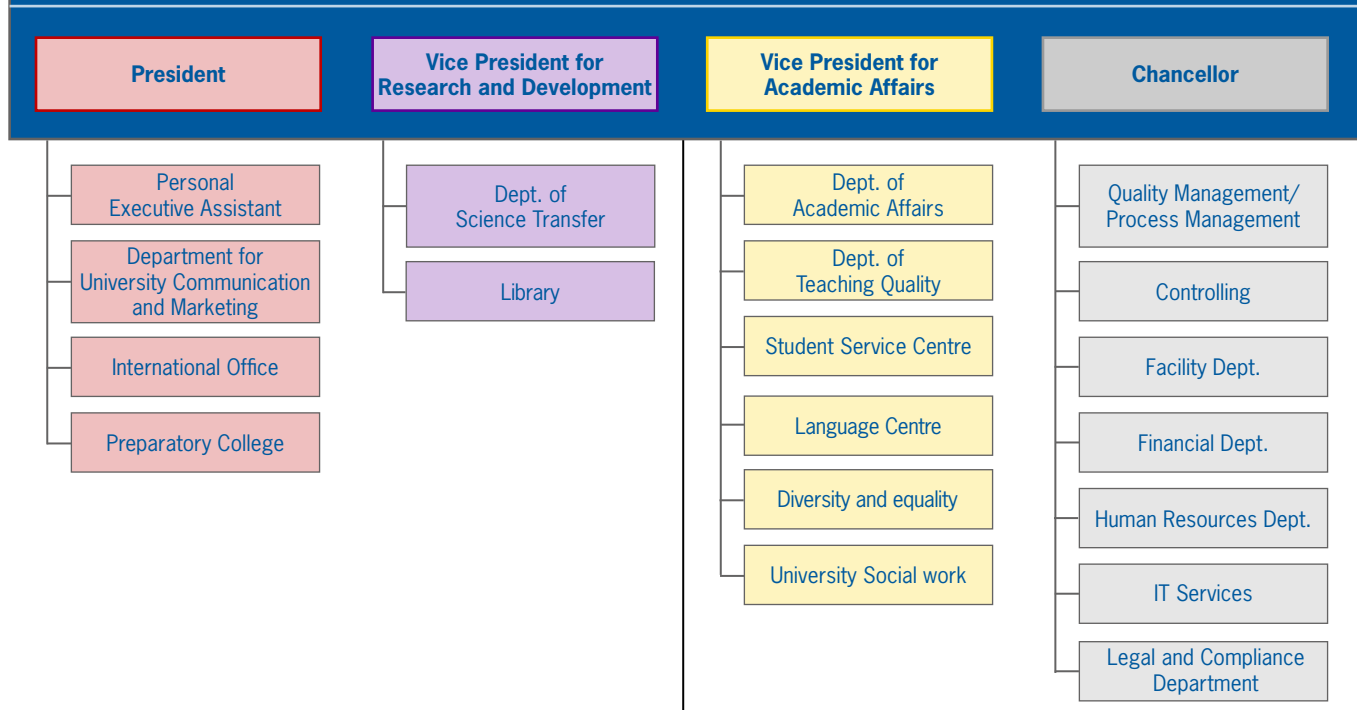 President
Vice President for
Research and Development
Vice President for
Academic Affairs
Chancellor
Personal
Executive Assistant
Department for
University Communication
and Marketing
International Office
Preparatory College
Dept. of
Science Transfer
Library
Dept. of
Academic Affairs
Dept. of
Teaching Quality
Student Service Centre
Language Centre
Diversity and equality
University Social work
Quality Management/
Process Management
Controlling
Facility Dept.
Financial Dept.
Human Resources Dept.
IT Services
Legal and Compliance
Department